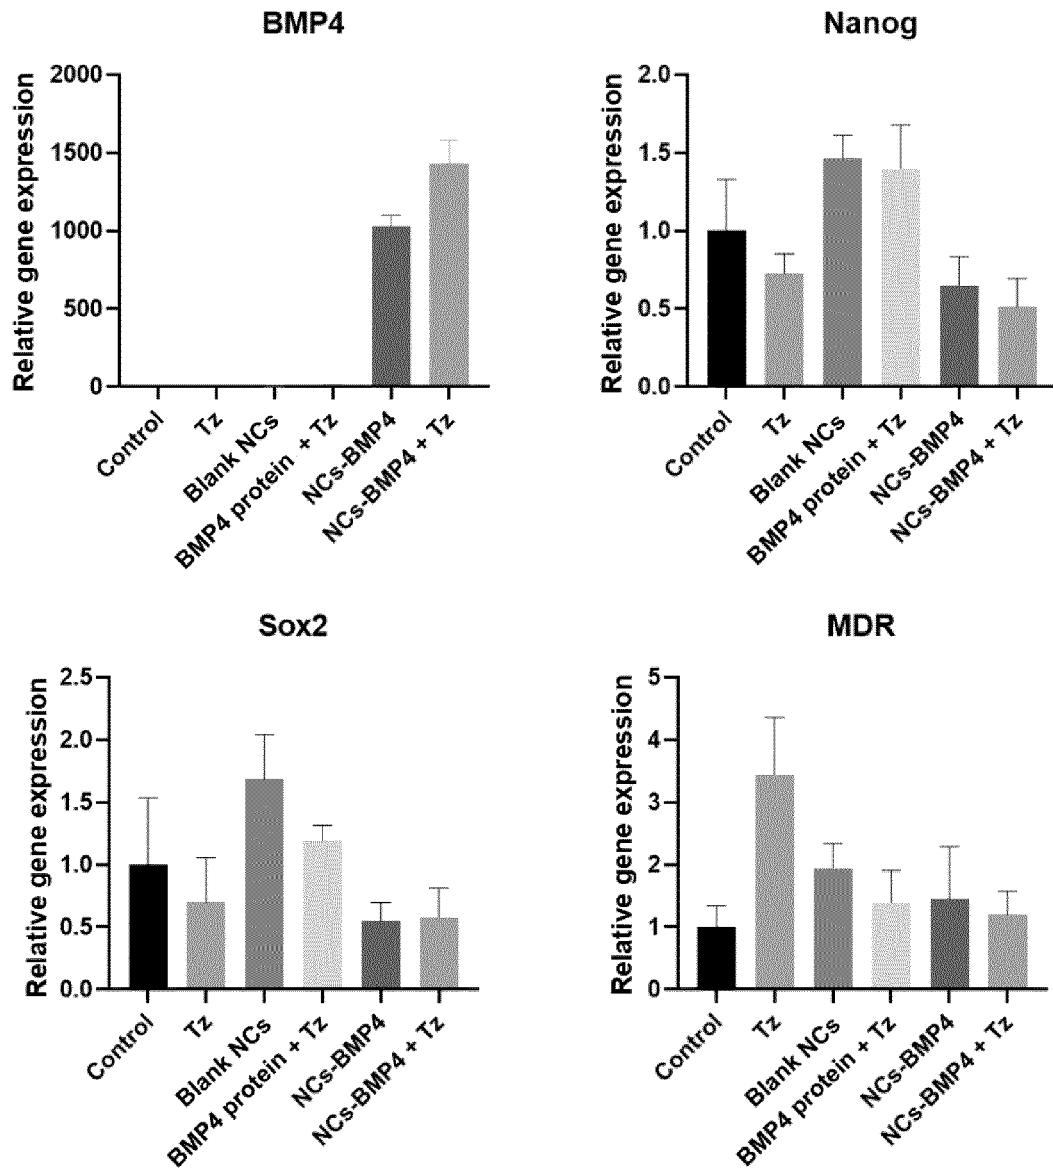 BMP4
Relative gene expression
2000
1500
1000
500
0
Control
Tz
Blank NCs
BMP4 protein + Tz
NCs-BMP4
NCs-BMP4 + Tz
Nanog
Relative gene expression
2.0
1.5
1.0
0.5
0.0
Control
Tz
Blank NCs
BMP4 protein + Tz
NCs-BMP4
NCs-BMP4 + Tz
Sox2
Relative gene expression
2.5
2.0
1.5
1.0
0.5
0.0
Control
Tz
Blank NCs
BMP4 protein + Tz
NCs-BMP4
NCs-BMP4 + Tz
MDR
Relative gene expression
5
4
3
2
1
0
Control
Tz
Blank NCs
BMP4 protein + Tz
NCs-BMP4
NCs-BMP4 + Tz